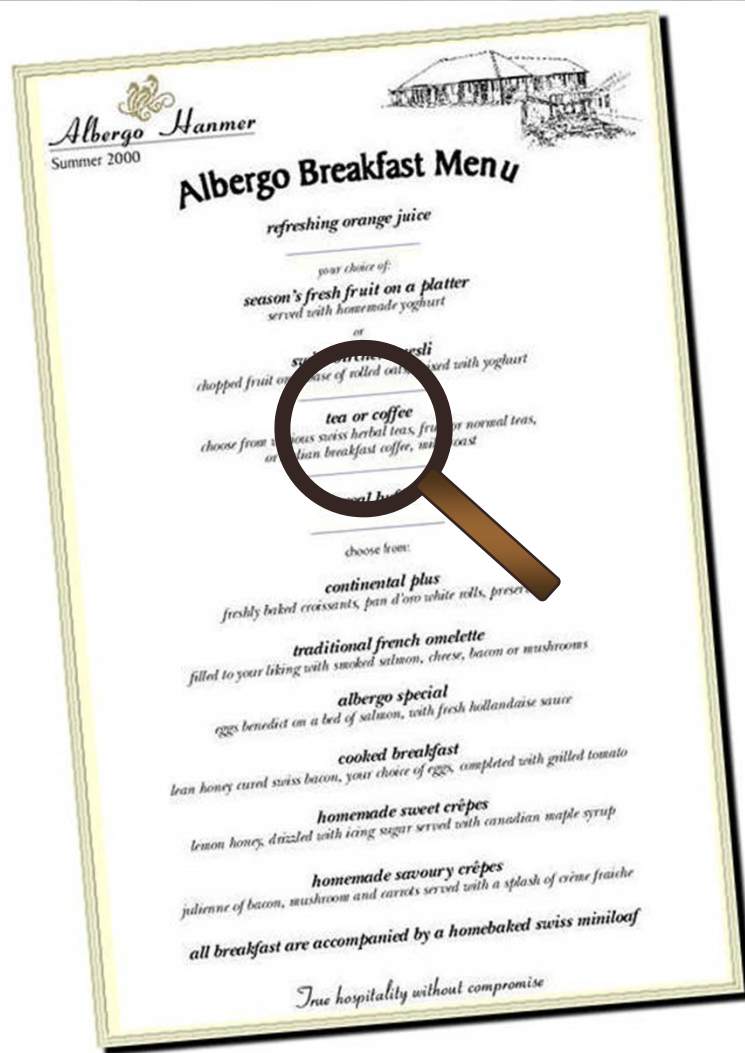 Albergo Hanmer
Summer 2000
Albergo Breakfast Menu
refreshing orange juice
your choice of:
season's fresh fruit on a platter
served with homemade yoghurt
or
chopped fruit on base of rolled oats, mixed with yoghurt
tea or coffee
choose from various swiss herbal teas, fruit or normal teas,
or italian breakfast coffee,
choose from:
continental plus
freshly baked croissants, pan d'oro white rolls,
traditional french omelette
filled to your liking with smoked salmon, cheese, bacon or mushrooms
albergo special
eggs benedict on a bed of salmon, with fresh hollandaise sauce
cooked breakfast
lean honey cured swiss bacon, your choice of eggs, completed with grilled tomato
homemade sweet crêpes
lemon honey, drizzled with icing sugar served with canadian maple syrup
homemade savoury crêpes
julienne of bacon, mushroom and carrots served with a splash of crème fraiche
all breakfast are accompanied by a homebaked swiss miniloaf
True hospitality without compromise